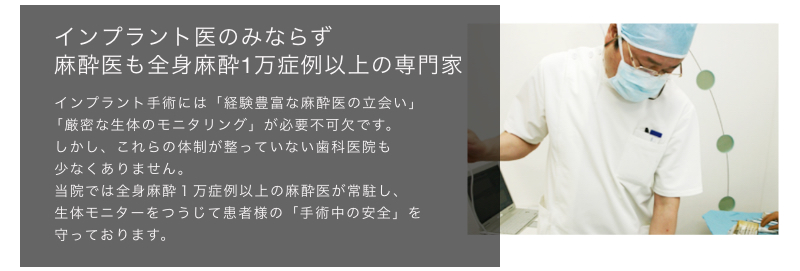 インプラント医のみならず
麻酔医も全身麻酔1万症例以上の専門家
インプラント手術には「経験豊富な麻酔医の立会い」
「厳密な生体のモニタリング」が必要不可欠です。
しかし、これらの体制が整っていない歯科医院も
少なくありません。
当院では全身麻酔１万症例以上の麻酔医が常駐し、
生体モニターをつうじて患者様の「手術中の安全」を
守っております。